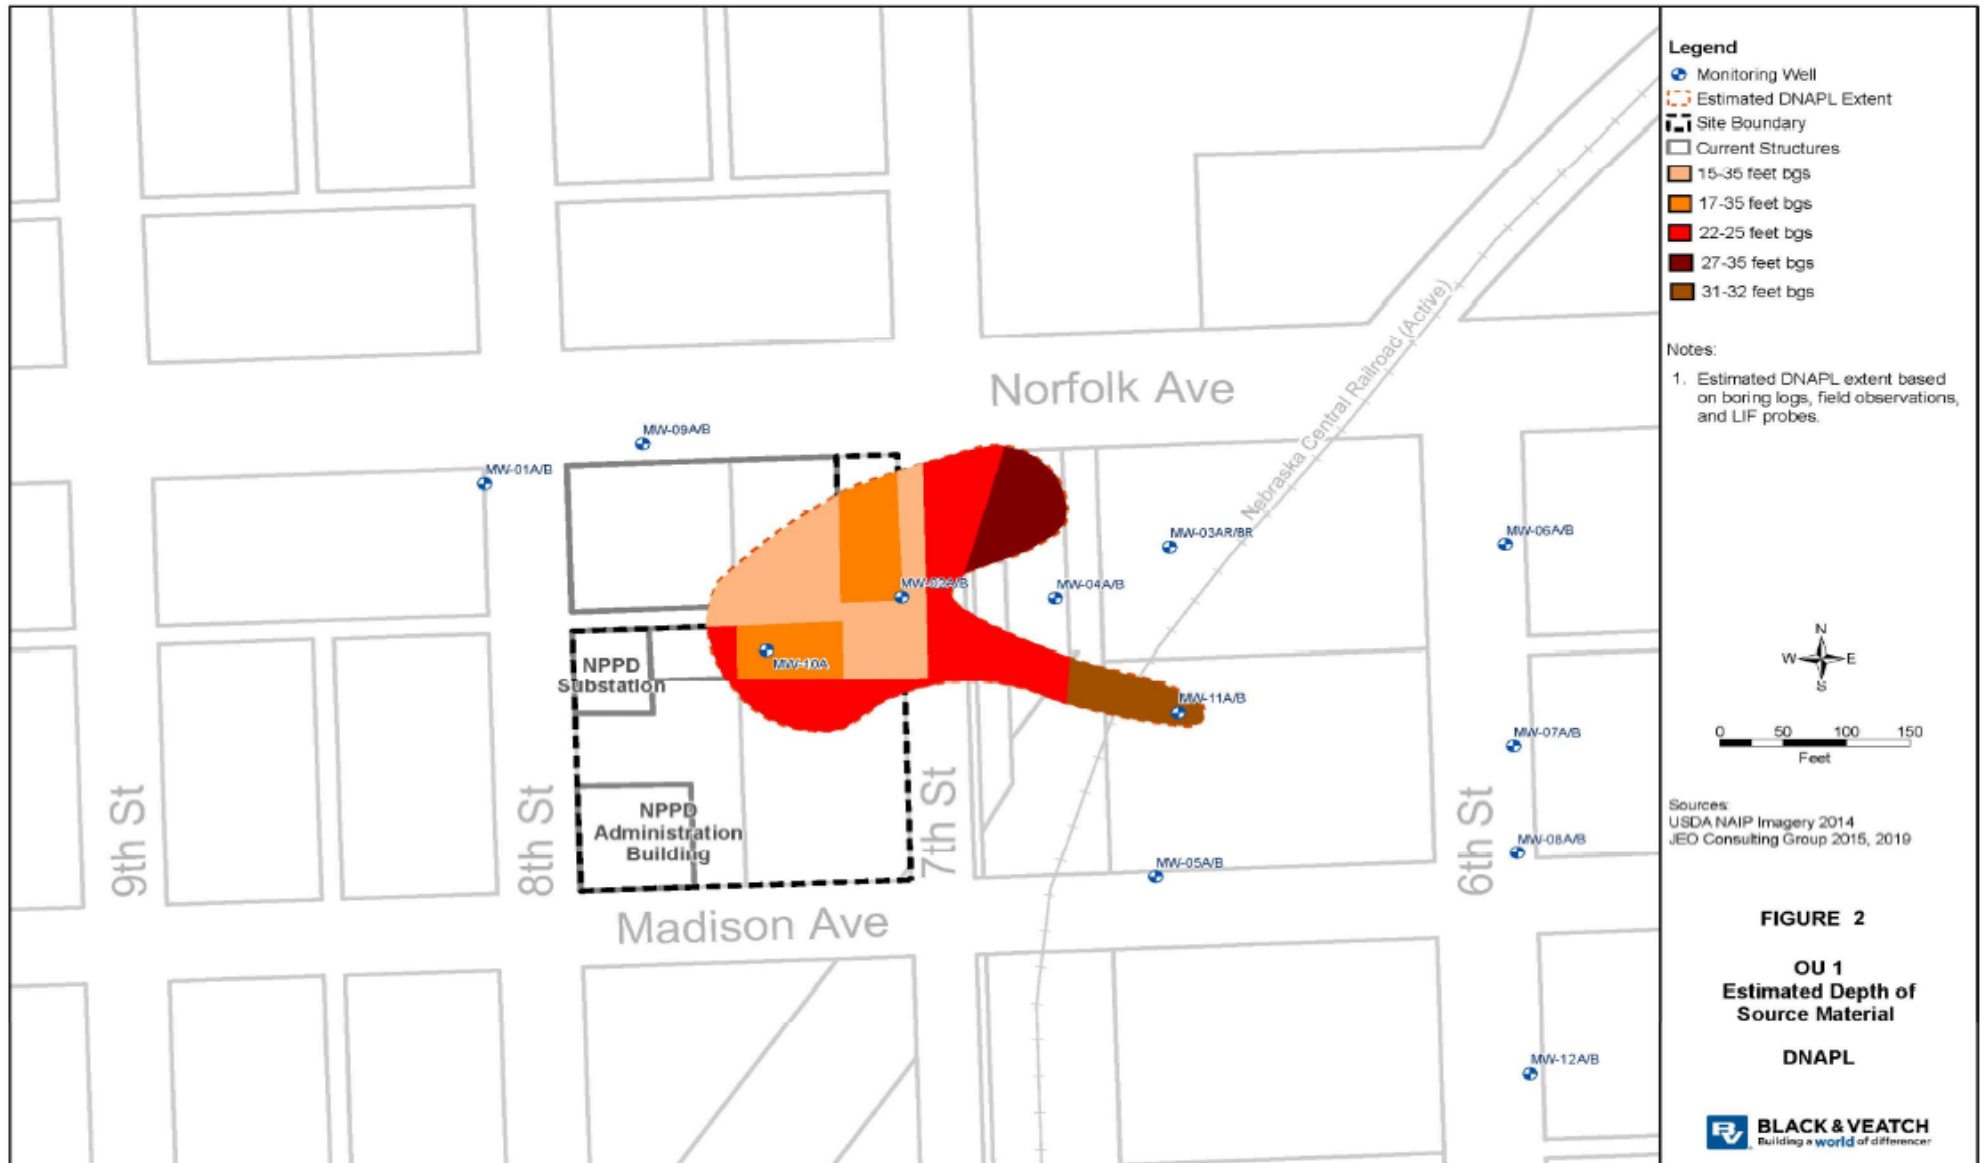 Norfolk Ave
Nebraska Central Railroad (Active)
MW-09A/B
MW-01A/B
MW-03AR/BR
MW-06A/B
MW-02A/B
MW-04A/B
MW-10A
NPPD
Substation
MW-11A/B
MW-07A/B
9th St
8th St
NPPD
Administration
Building
7th St
6th St
MW-08A/B
MW-05A/B
Madison Ave
MW-12A/B
Legend
Monitoring Well
Estimated DNAPL Extent
Site Boundary
Current Structures
15-35 feet bgs
17-35 feet bgs
22-25 feet bgs
27-35 feet bgs
31-32 feet bgs
Notes:
1. Estimated DNAPL extent based
on boring logs, field observations,
and LIF probes.
N
W E
S
0 50 100 150
Feet
Sources:
USDA NAIP Imagery 2014
JEO Consulting Group 2015, 2019
FIGURE 2
OU 1
Estimated Depth of
Source Material
DNAPL
BV BLACK & VEATCH
Building a world of difference